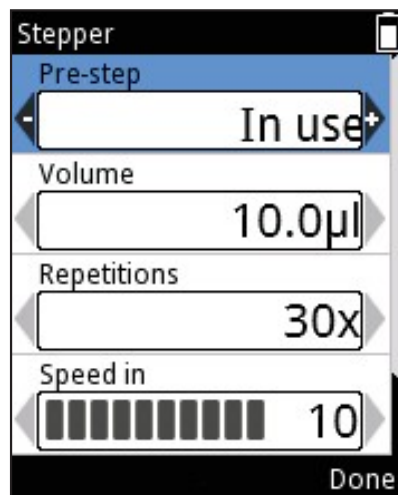 Stepper
Pre-step
- In use +
Volume
10.0µl
Repetitions
30x
Speed in
10
Done